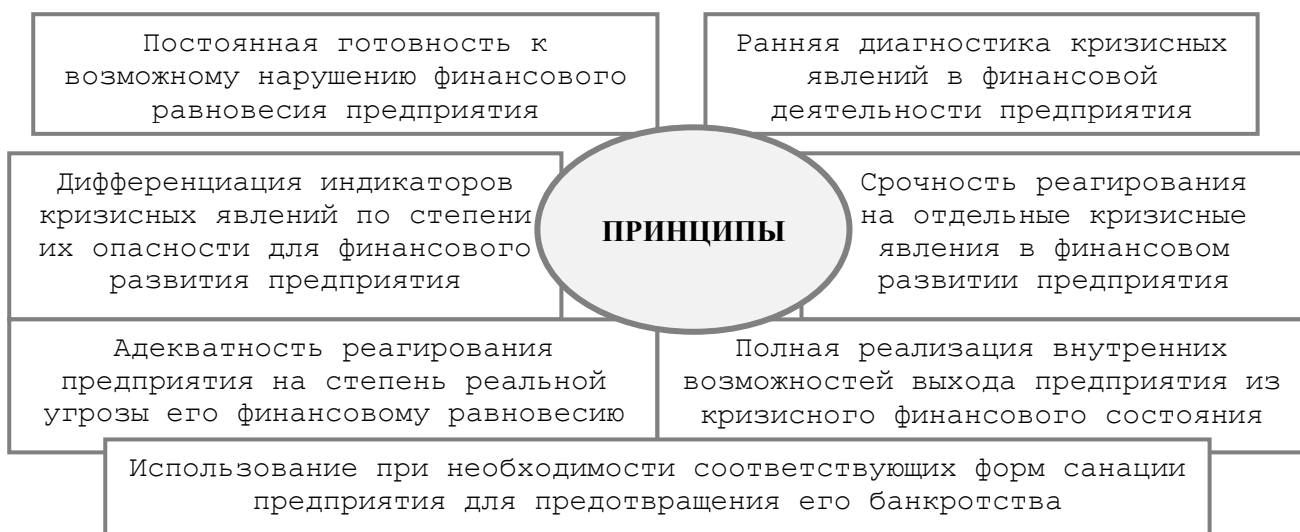 Постоянная готовность к
возможному нарушению финансового
равновесия предприятия
Ранняя диагностика кризисных
явлений в финансовой
деятельности предприятия
Дифференциация индикаторов
кризисных явлений по степени
их опасности для финансового
развития предприятия
ПРИНЦИПЫ
Срочность реагирования
на отдельные кризисные
явления в финансовом
развитии предприятия
Адекватность реагирования
предприятия на степень реальной
угрозы его финансовому равновесию
Полная реализация внутренних
возможностей выхода предприятия из
кризисного финансового состояния
Использование при необходимости соответствующих форм санации
предприятия для предотвращения его банкротства